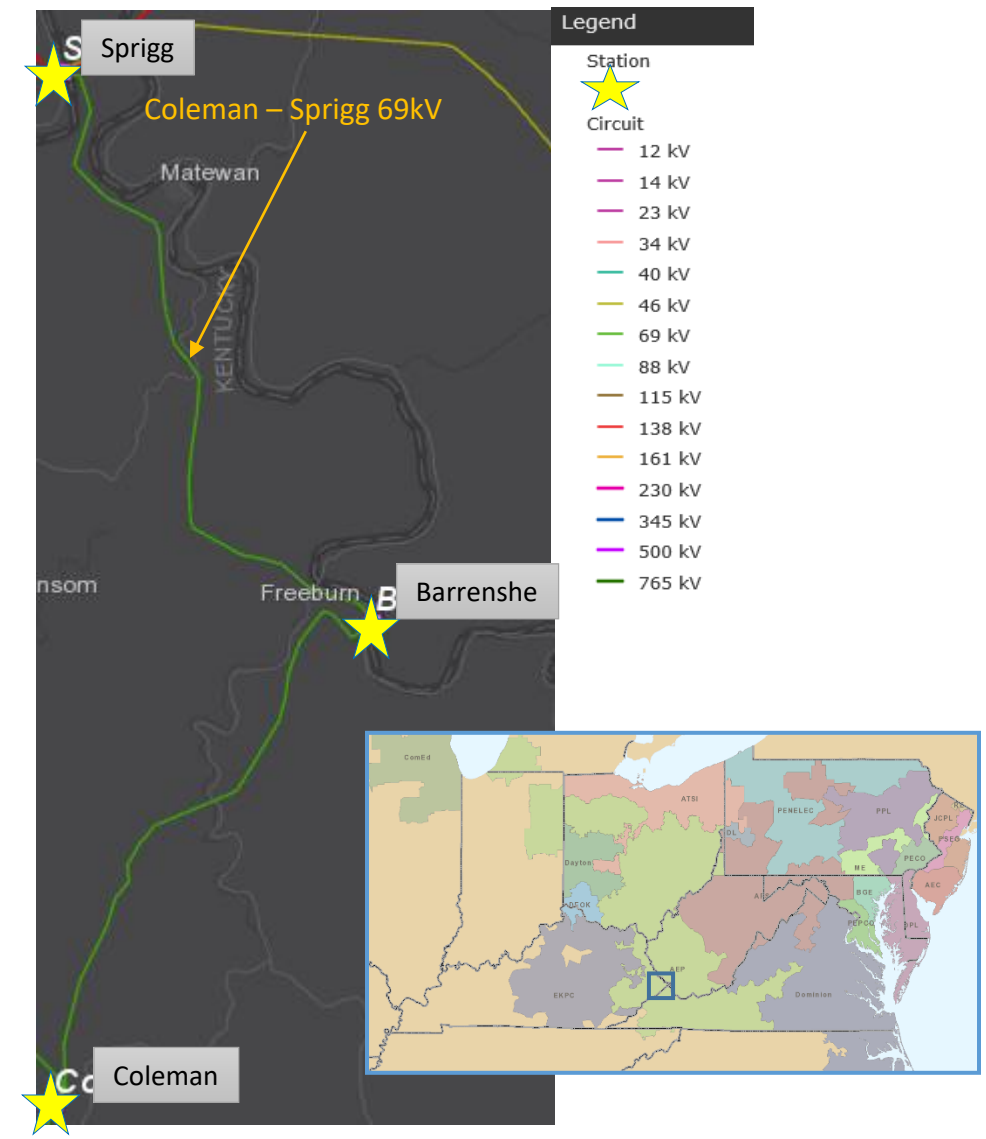 S
Sprigg
Coleman – Sprigg 69kV
Matewan
KENTUCKY
nsom
Freeburn
B
Barrenshe
Co
Coleman
Legend
Station
Circuit
12 kV
14 kV
23 kV
34 kV
40 kV
46 kV
69 kV
88 kV
115 kV
138 kV
161 kV
230 kV
345 kV
500 kV
765 kV
ComEd
ATSI
PENELEC
PPL
JCPL
PSEG
DL
Dayton
ME
PECO
AEC
BGE
DEOK
PEPCO
DPL
AEP
EKPC
Dominion